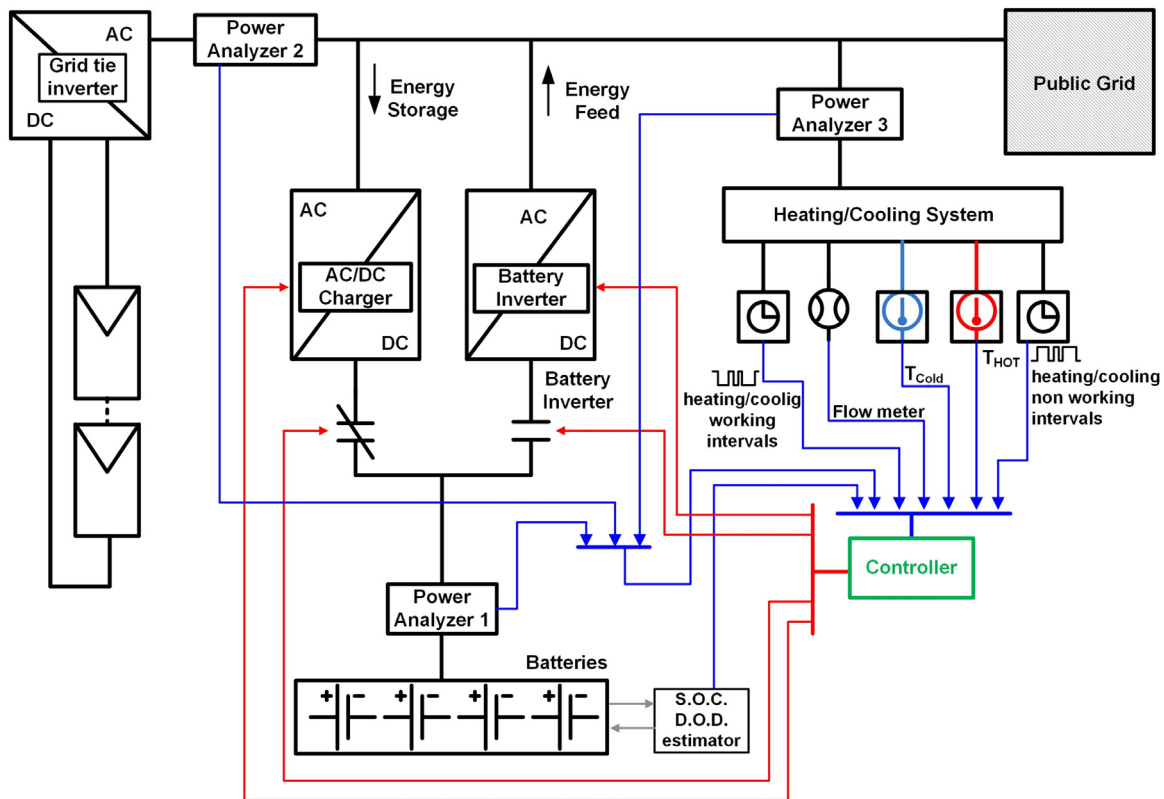 AC
Grid tie
inverter
DC
Power
Analyzer 2
Energy
Storage
Energy
Feed
Power
Analyzer 3
Public Grid
AC
AC/DC
Charger
DC
AC
Battery
Inverter
DC
Heating/Cooling System
Battery
Inverter
heating/coolig
working
intervals
Flow meter
TCold
THOT
heating/cooling
non working
intervals
Controller
Power
Analyzer 1
Batteries
+ - + - + - + -
S.O.C.
D.O.D.
estimator